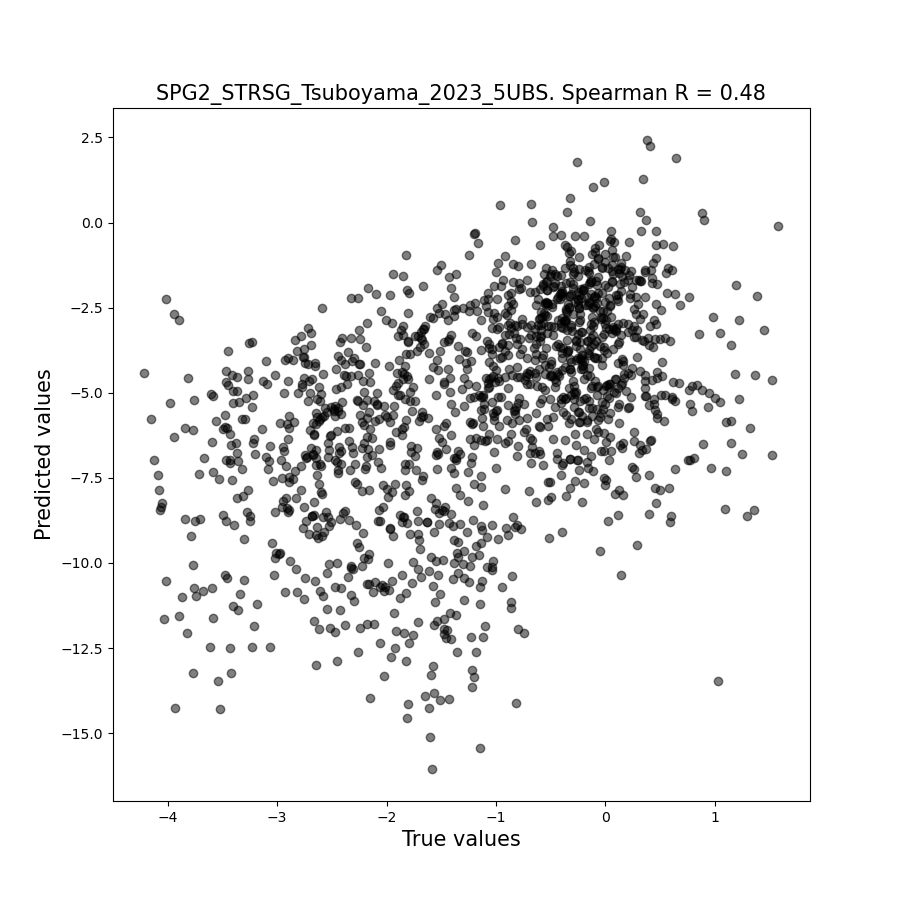 SPG2_STRSG_Tsuboyama_2023_5UBS. Spearman R = 0.48
2.5
0.0
−2.5
−5.0
−7.5
−10.0
−12.5
−15.0
Predicted values
−4 −3 −2 −1 0 1
True values